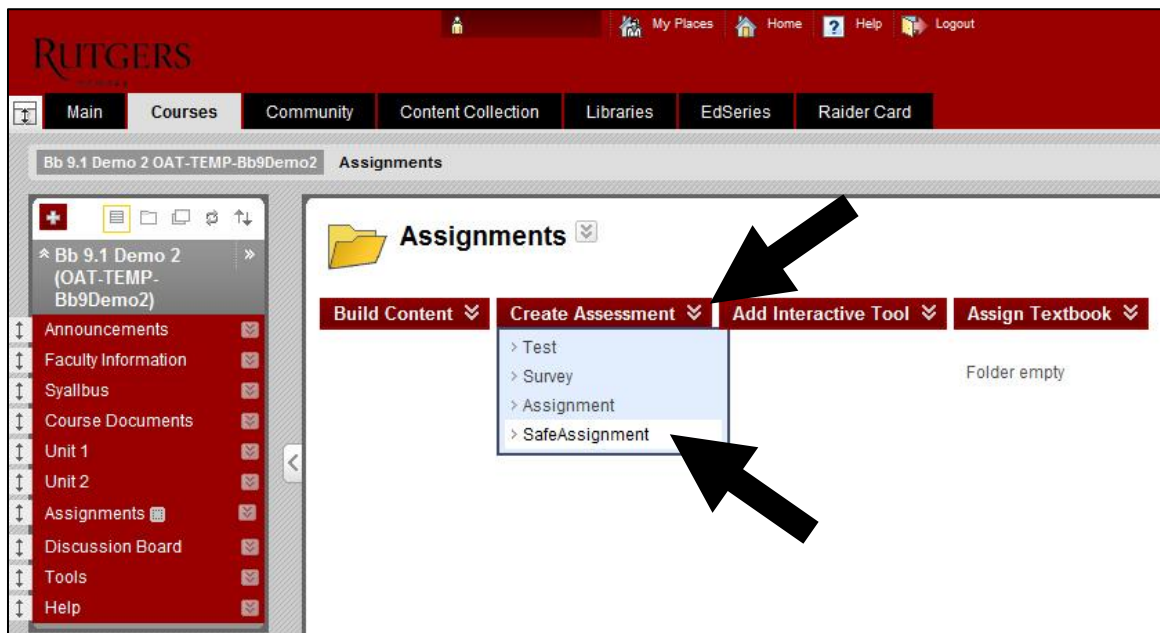 My Places
Home
Help
Logout
RUTGERS
Main
Courses
Community
Content Collection
Libraries
EdSeries
Raider Card
Bb 9.1 Demo 2 OAT-TEMP-Bb9Demo2
Assignments
Bb 9.1 Demo 2
(OAT-TEMP-
Bb9Demo2)
Announcements
Faculty Information
Syallbus
Course Documents
Unit 1
Unit 2
Assignments
Discussion Board
Tools
Help
Assignments
Build Content
Create Assessment
Add Interactive Tool
Assign Textbook
> Test
> Survey
> Assignment
> SafeAssignment
Folder empty